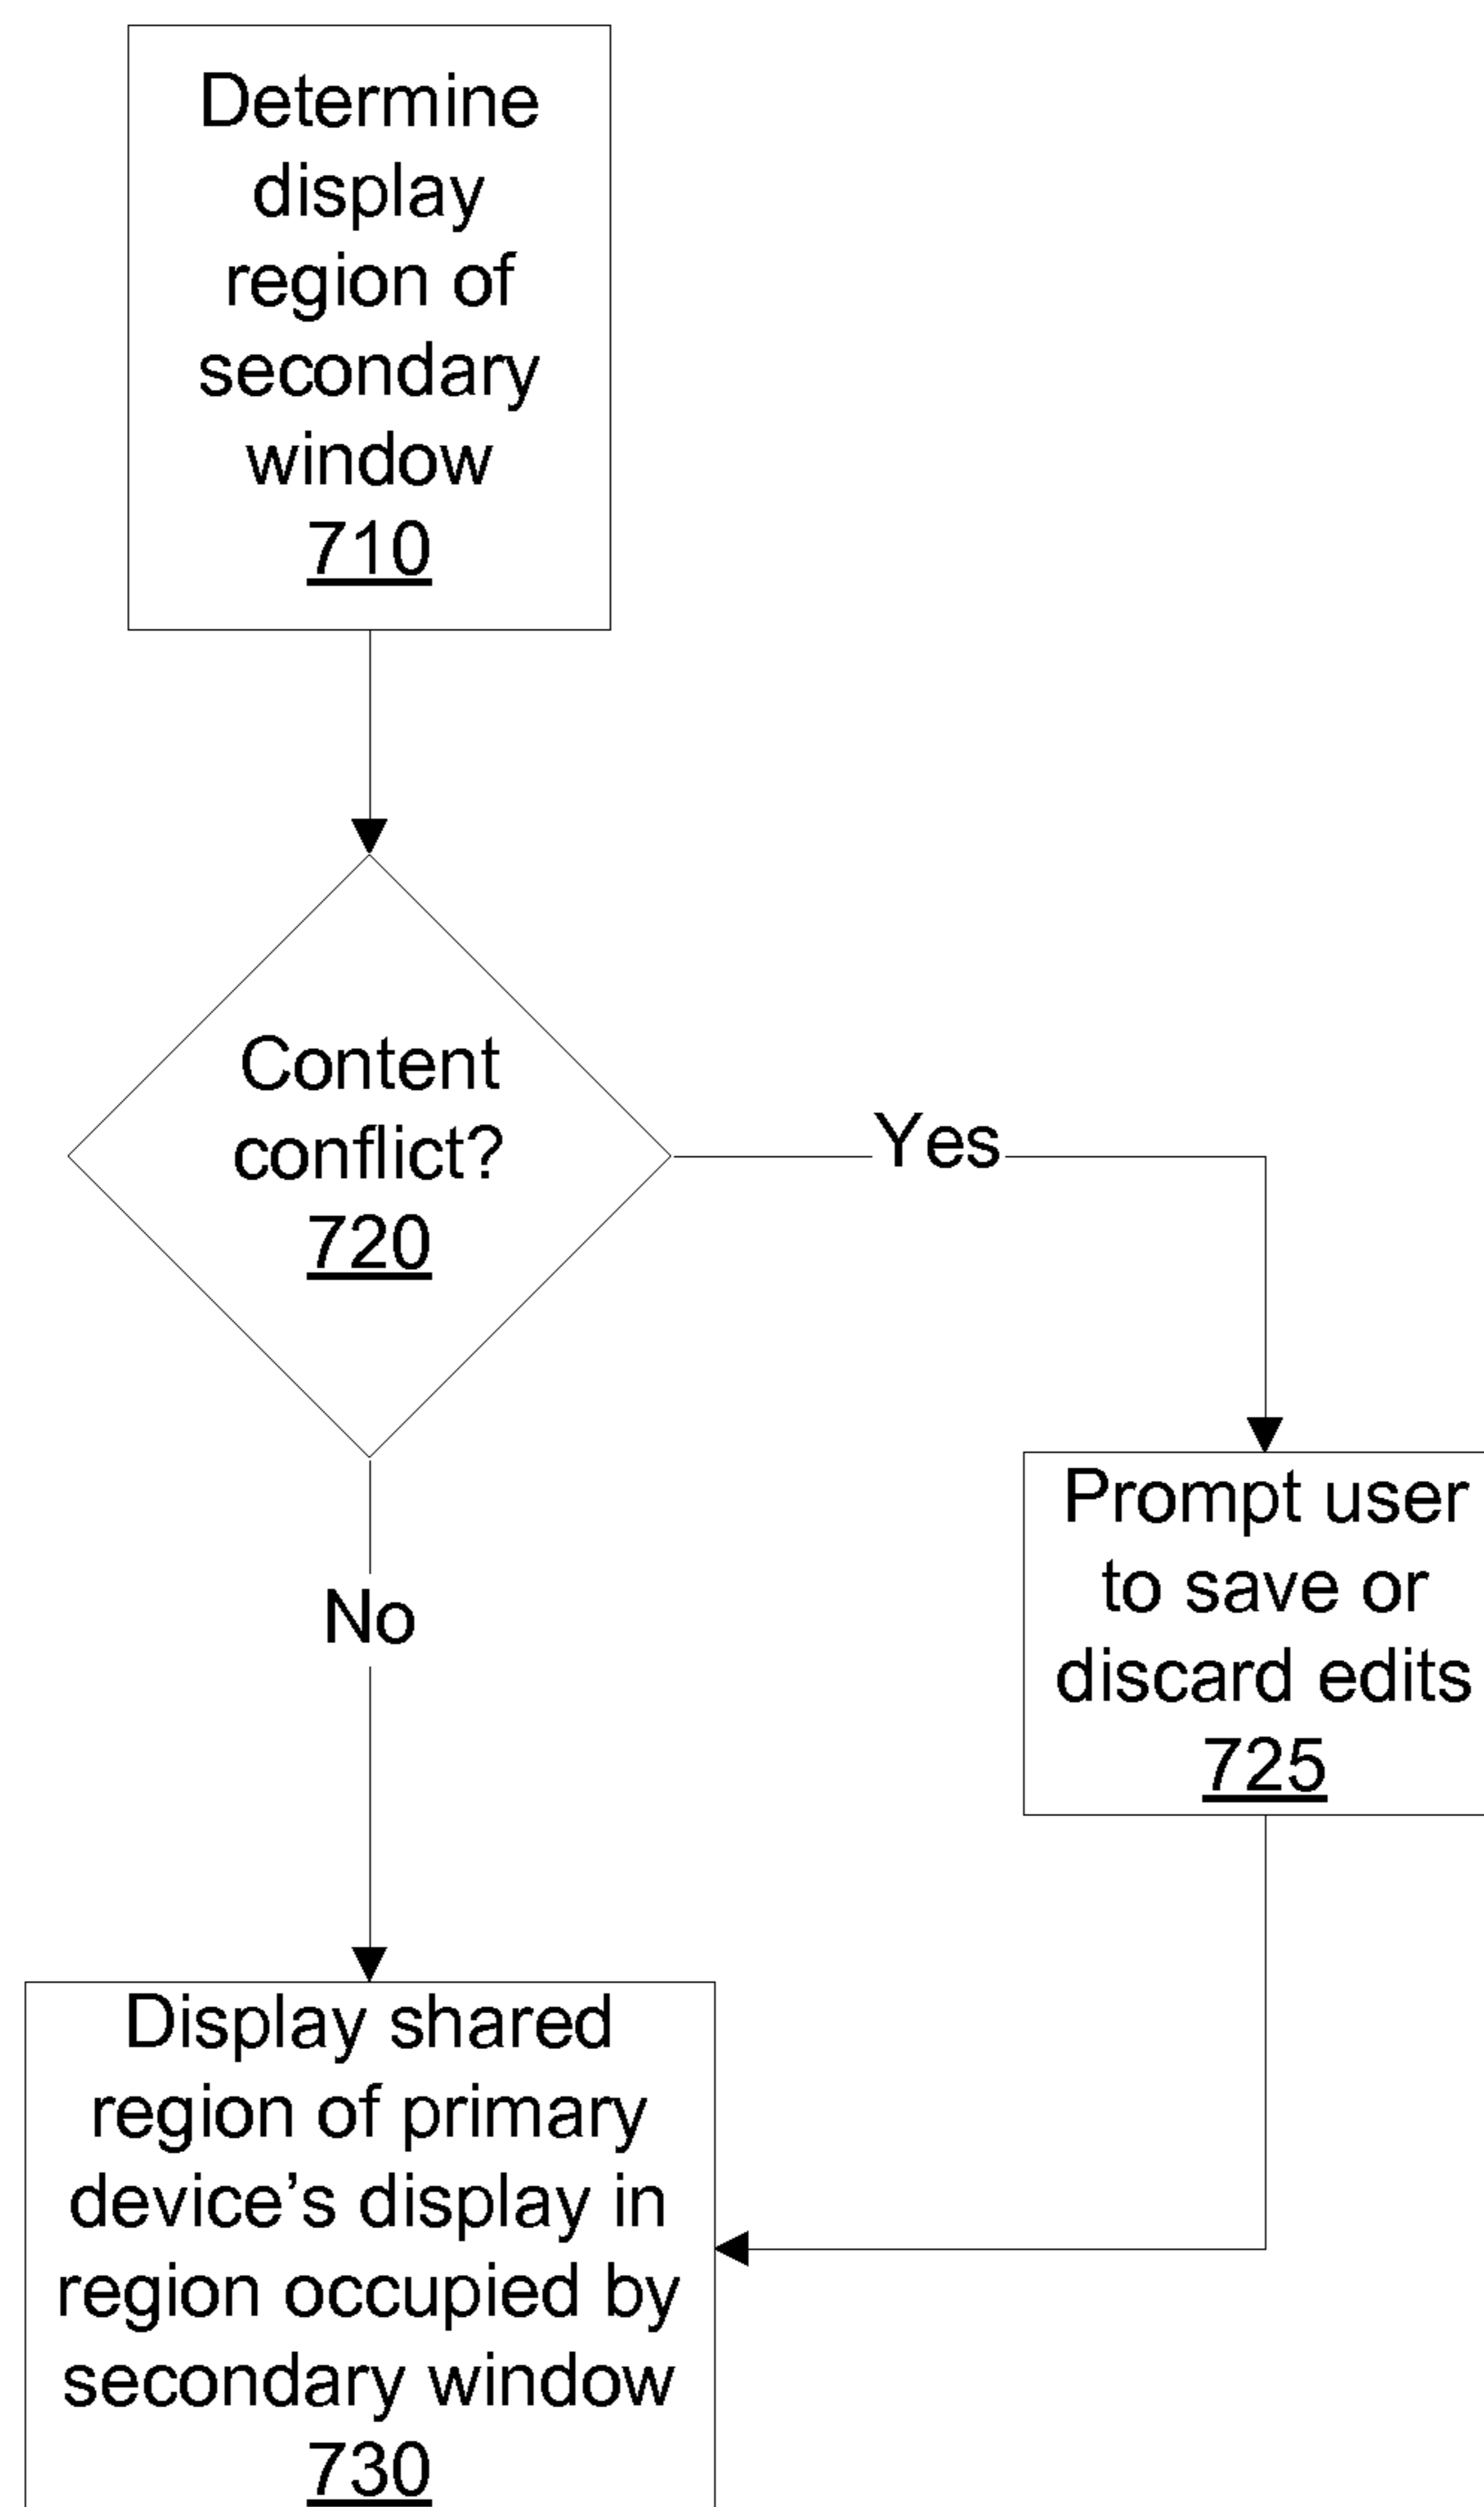 Determine
display
region of
secondary
window
710
Content
conflict?
720
Yes
No
Prompt user
to save or
discard edits
725
Display shared
region of primary
device’s display in
region occupied by
secondary window
730